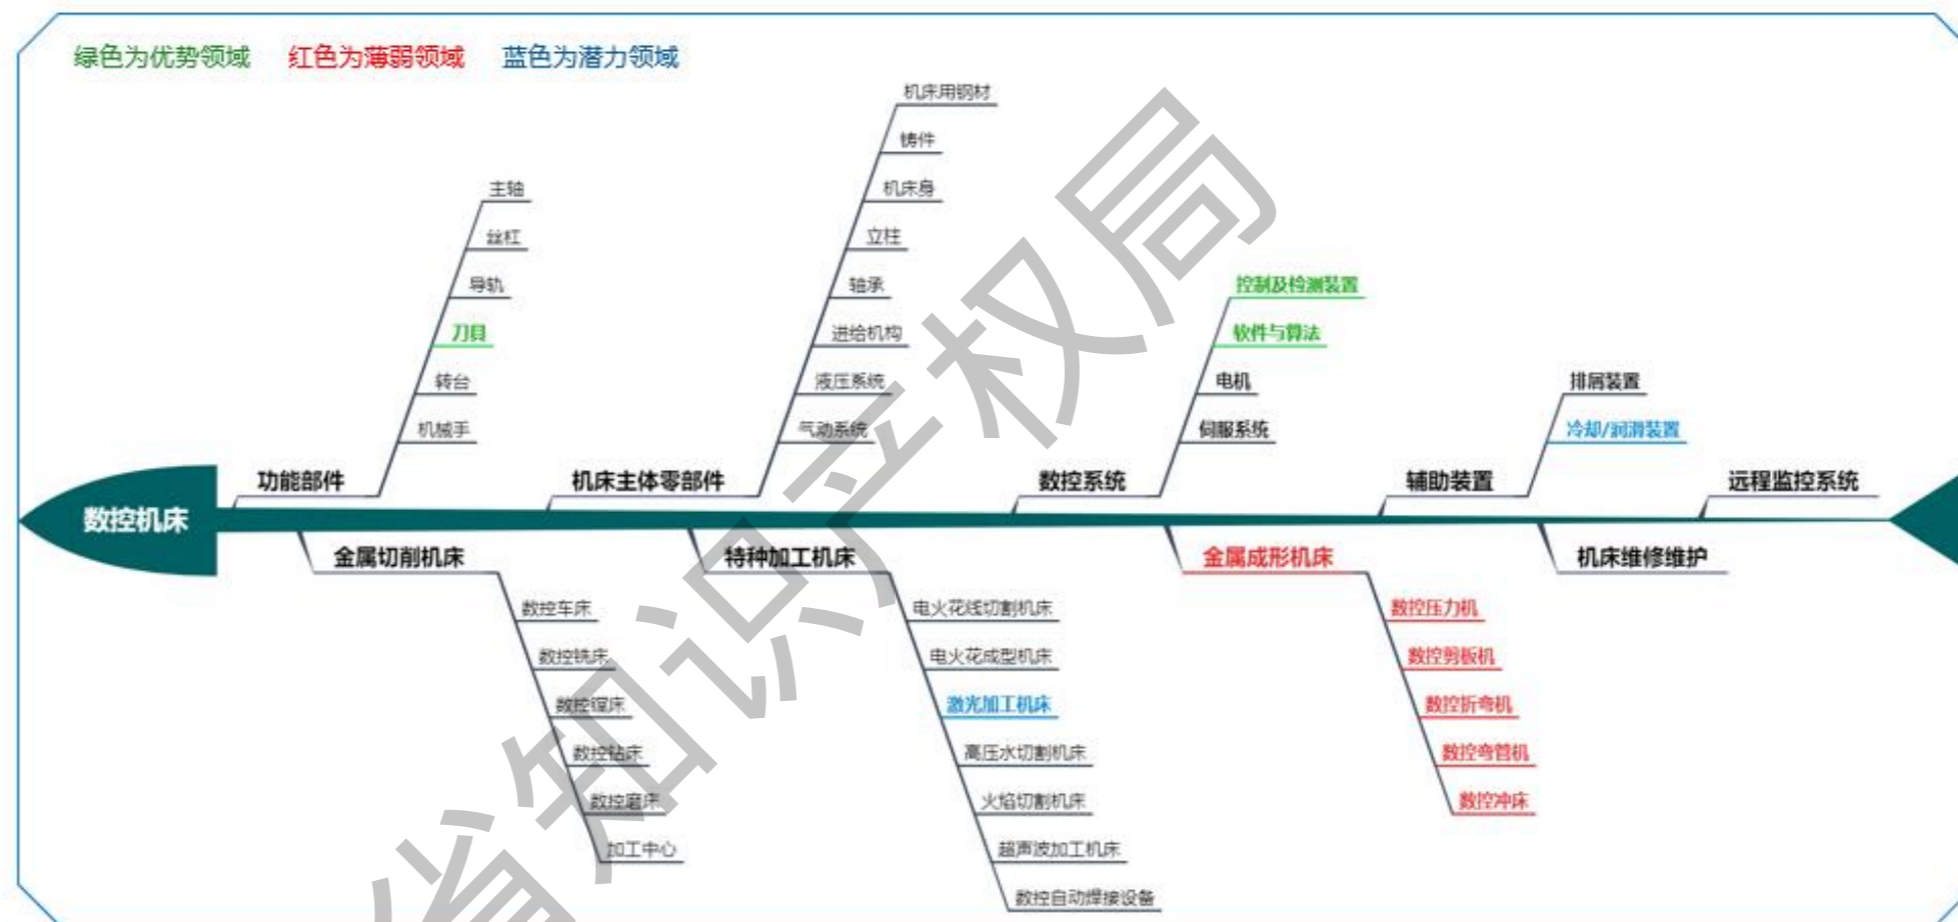 绿色为优势领域 红色为薄弱领域 蓝色为潜力领域
主轴
丝杠
导轨
刀具
转台
机械手
功能部件
机床用钢材
铸件
机床身
立柱
轴承
进给机构
液压系统
气动系统
机床主体零部件
控制及检测装置
软件与算法
电机
伺服系统
数控系统
排屑装置
冷却/润滑装置
辅助装置
远程监控系统
数控机床
金属切削机床
数控车床
数控铣床
数控镗床
数控钻床
数控磨床
加工中心
特种加工机床
电火花线切割机床
电火花成型机床
激光加工机床
高压水切割机床
火焰切割机床
超声波加工机床
数控自动焊接设备
金属成形机床
数控压力机
数控剪板机
数控折弯机
数控弯管机
数控冲床
机床维修维护
省知识产权局